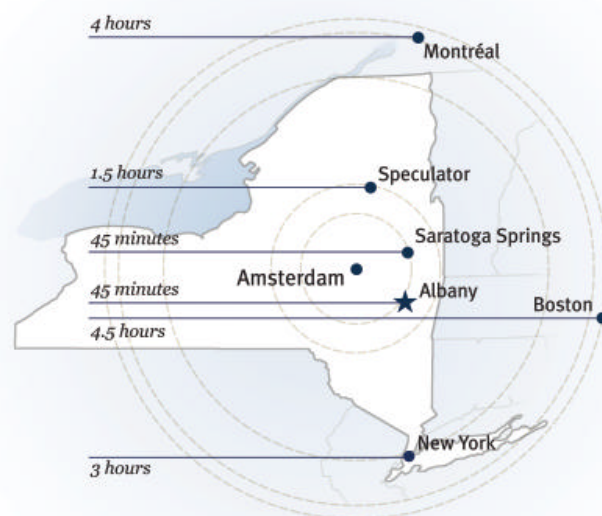 4 hours
Montréal
1.5 hours
Speculator
45 minutes
Saratoga Springs
Amsterdam
45 minutes
Albany
4.5 hours
Boston
New York
3 hours